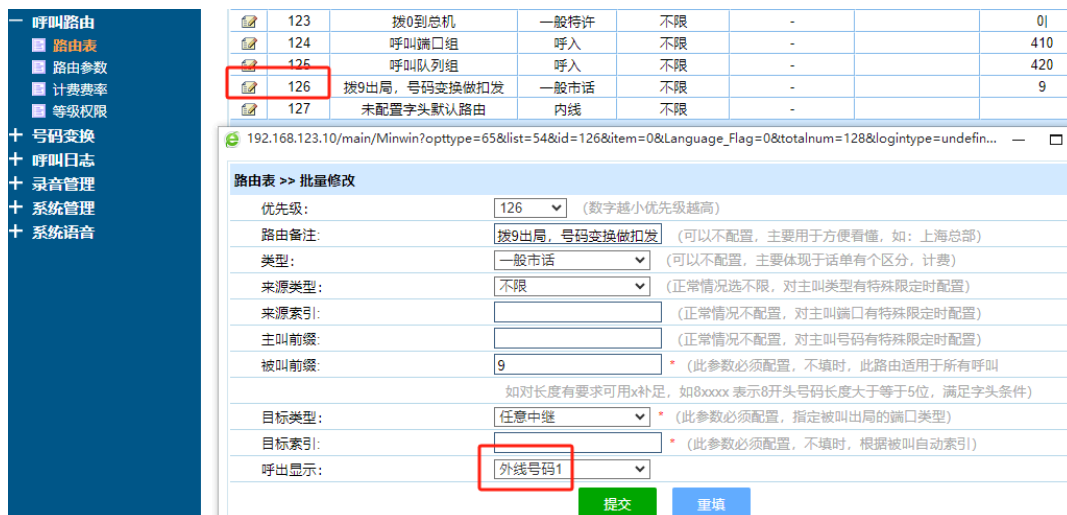 呼叫路由
路由表
路由参数
计费费率
等级权限
号码变换
呼叫日志
录音管理
系统管理
系统语音
123 拨0到总机 一般特许 不限 - 0|
124 呼叫端口组 呼入 不限 - 410
125 呼叫队列组 呼入 不限 - 420
126 拨9出局，号码变换做扣发 一般市话 不限 - 9
127 未配置字头默认路由 内线 不限 -
192.168.123.10/main/Minwin?opttype=65&list=54&id=126&item=0&Language_Flag=0&totalnum=128&logintype=undefin...
路由表 >> 批量修改
优先级： 126 (数字越小优先级越高)
路由备注： 拨9出局，号码变换做扣发 (可以不配置，主要用于方便看懂，如：上海总部)
类型： 一般市话 (可以不配置，主要体现于话单有个区分，计费)
来源类型： 不限 (正常情况选不限，对主叫类型有特殊限定时配置)
来源索引： (正常情况不配置，对主叫端口有特殊限定时配置)
主叫前缀： (正常情况不配置，对主叫号码有特殊限定时配置)
被叫前缀： 9 * (此参数必须配置，不填时，此路由适用于所有呼叫
如对长度有要求可用x补足，如8xxxx 表示8开头号码长度大于等于5位，满足字头条件)
目标类型： 任意中继 * (此参数必须配置，指定被叫出局的端口类型)
目标索引： * (此参数必须配置，不填时，根据被叫自动索引)
呼出显示： 外线号码1
提交 重填